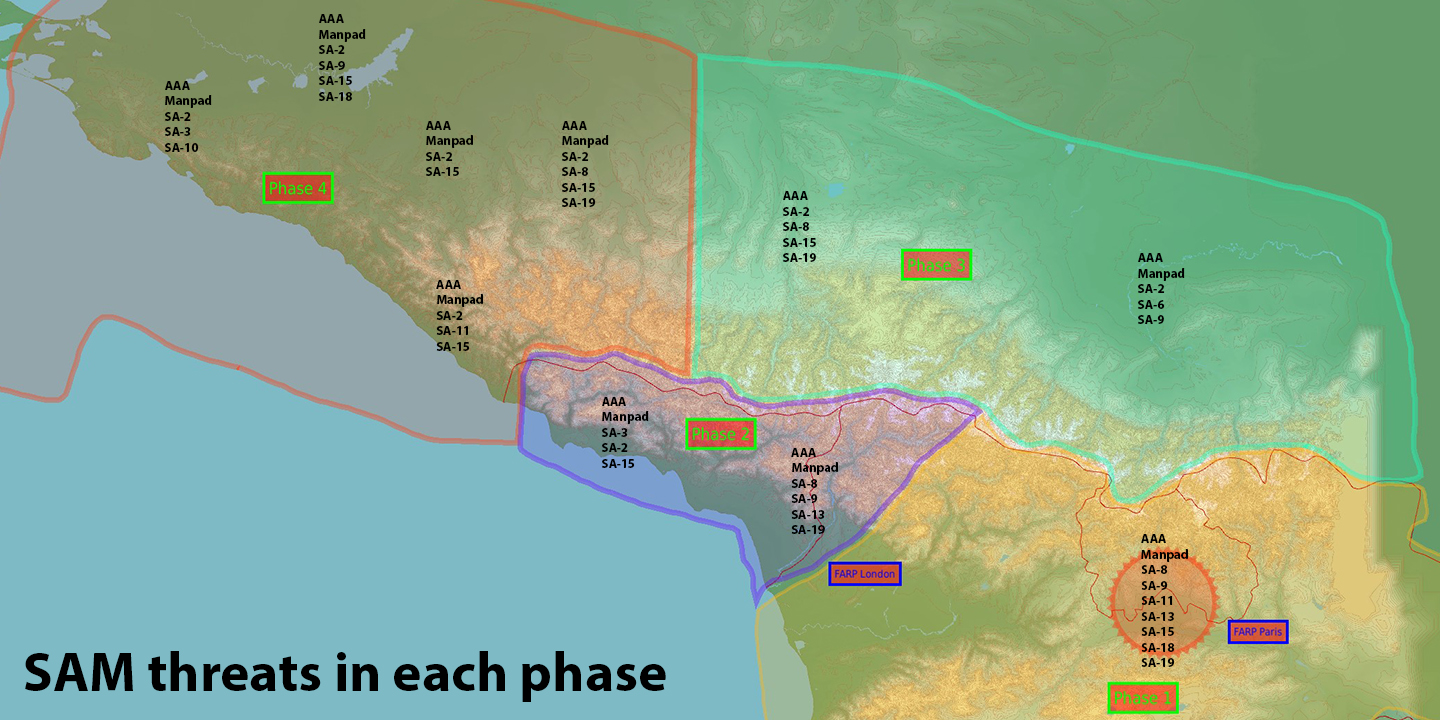 AAA
Manpad
SA-2
SA-9
SA-15
SA-18
AAA
Manpad
SA-2
SA-3
SA-10
AAA
Manpad
SA-2
SA-15
AAA
Manpad
SA-2
SA-8
SA-15
SA-19
Phase 4
AAA
SA-2
SA-8
SA-15
SA-19
Phase 3
AAA
Manpad
SA-2
SA-6
SA-9
AAA
Manpad
SA-2
SA-11
SA-15
AAA
Manpad
SA-3
SA-2
SA-15
Phase 2
AAA
Manpad
SA-8
SA-9
SA-13
SA-19
FARP London
AAA
Manpad
SA-8
SA-9
SA-11
SA-13
SA-15
SA-18
SA-19
FARP Paris
Phase 1
SAM threats in each phase